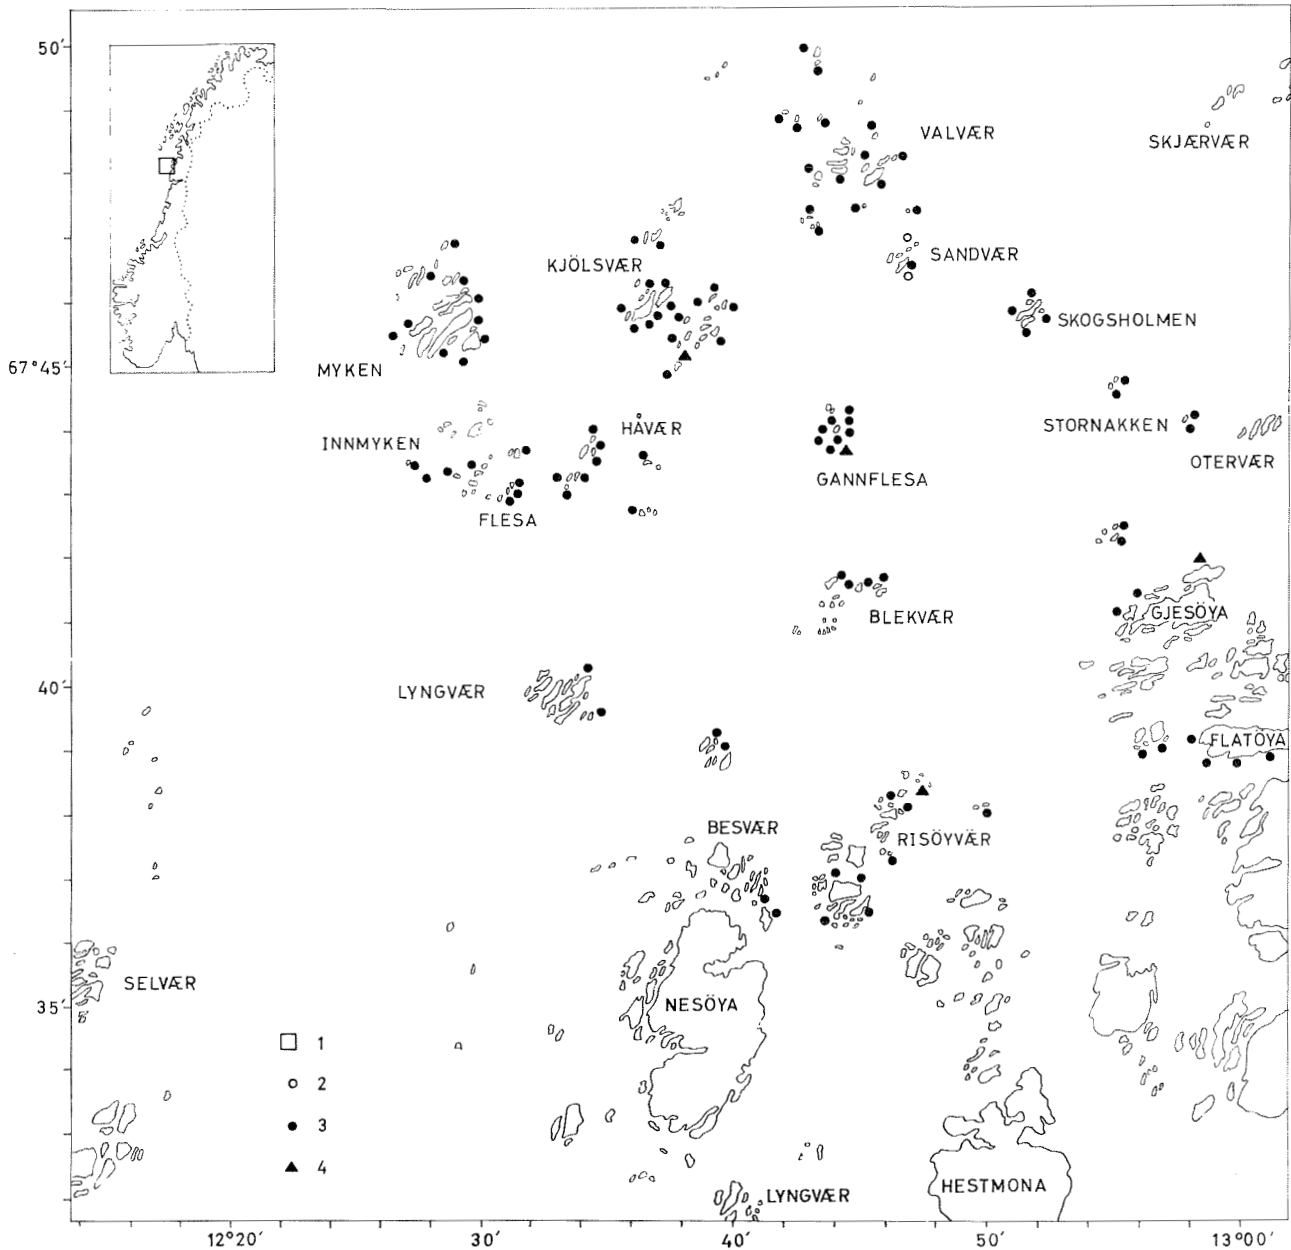 50′
VALVÆR
SKJÆRVÆR
SANDVÆR
KJÖLSVÆR
SKOGSHOLMEN
67°45′
MYKEN
HÅVÆR
INNMYKEN
STORNAKKEN
OTERVÆR
GANNFLESA
FLESA
GJESÖYA
BLEKVÆR
40′
LYNGVÆR
FLATÖYA
BESVÆR
RISÖYVÄR
SELVÆR
NESÖYA
35′
1
2
3
4
HESTMONA
LYNGVÆR
12°20′ 30′ 40′ 50′ 13°00′